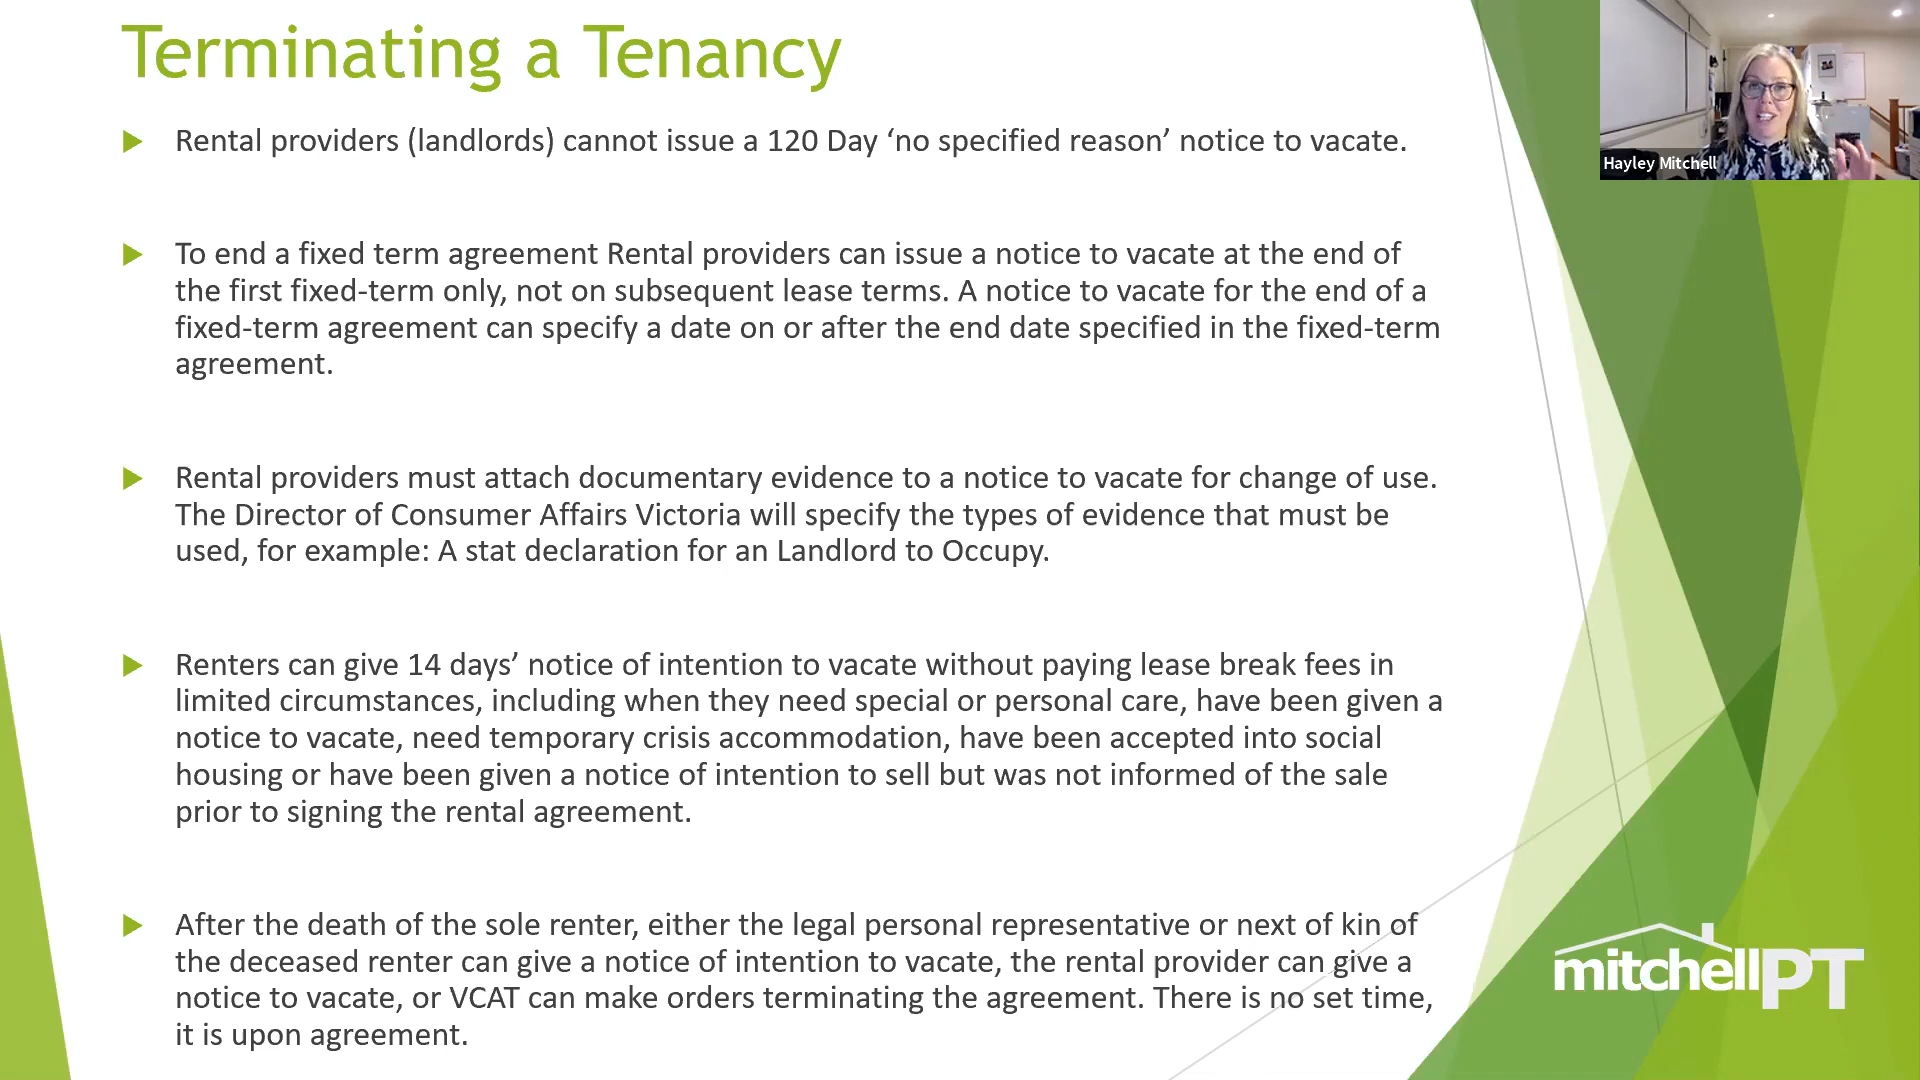 Terminating a Tenancy
Rental providers (landlords) cannot issue a 120 Day ‘no specified reason’ notice to vacate.
To end a fixed term agreement Rental providers can issue a notice to vacate at the end of
the first fixed-term only, not on subsequent lease terms. A notice to vacate for the end of a
fixed-term agreement can specify a date on or after the end date specified in the fixed-term
agreement.
Rental providers must attach documentary evidence to a notice to vacate for change of use.
The Director of Consumer Affairs Victoria will specify the types of evidence that must be
used, for example: A stat declaration for an Landlord to Occupy.
Renters can give 14 days’ notice of intention to vacate without paying lease break fees in
limited circumstances, including when they need special or personal care, have been given a
notice to vacate, need temporary crisis accommodation, have been accepted into social
housing or have been given a notice of intention to sell but was not informed of the sale
prior to signing the rental agreement.
After the death of the sole renter, either the legal personal representative or next of kin of
the deceased renter can give a notice of intention to vacate, the rental provider can give a
notice to vacate, or VCAT can make orders terminating the agreement. There is no set time,
it is upon agreement.
Hayley Mitchell
mitchellPT